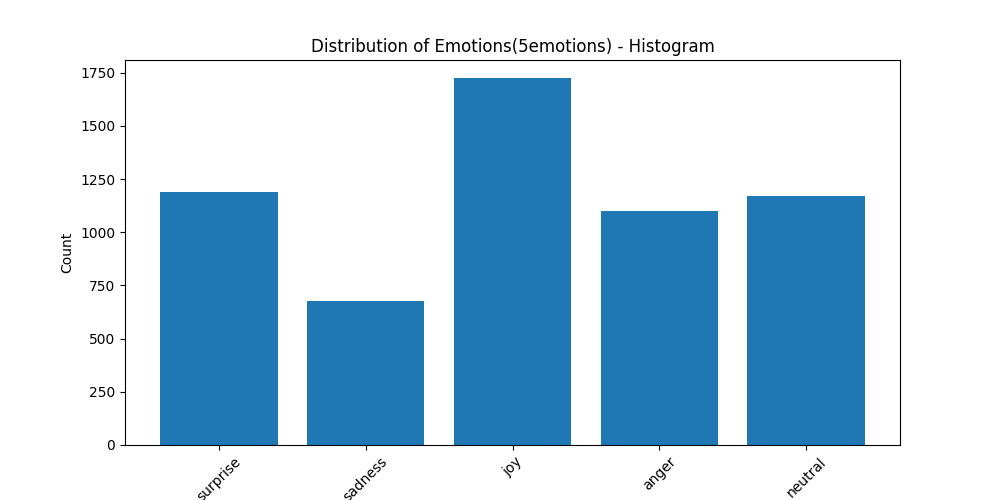 Distribution of Emotions(5emotions) - Histogram
1750
1500
1250
1000
750
500
250
0
Count
surprise
sadness
joy
anger
neutral